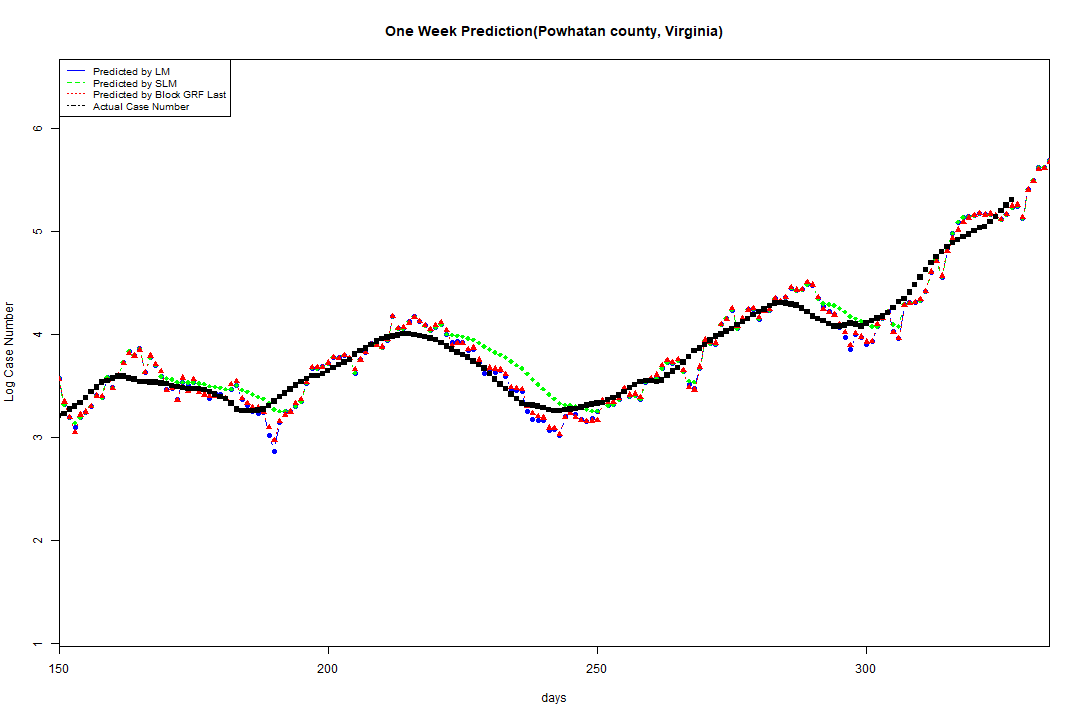 One Week Prediction(Powhatan county, Virginia)
Predicted by LM
Predicted by SLM
Predicted by Block GRF Last
Actual Case Number
6
5
4
3
2
1
Log Case Number
150 200 250 300
days